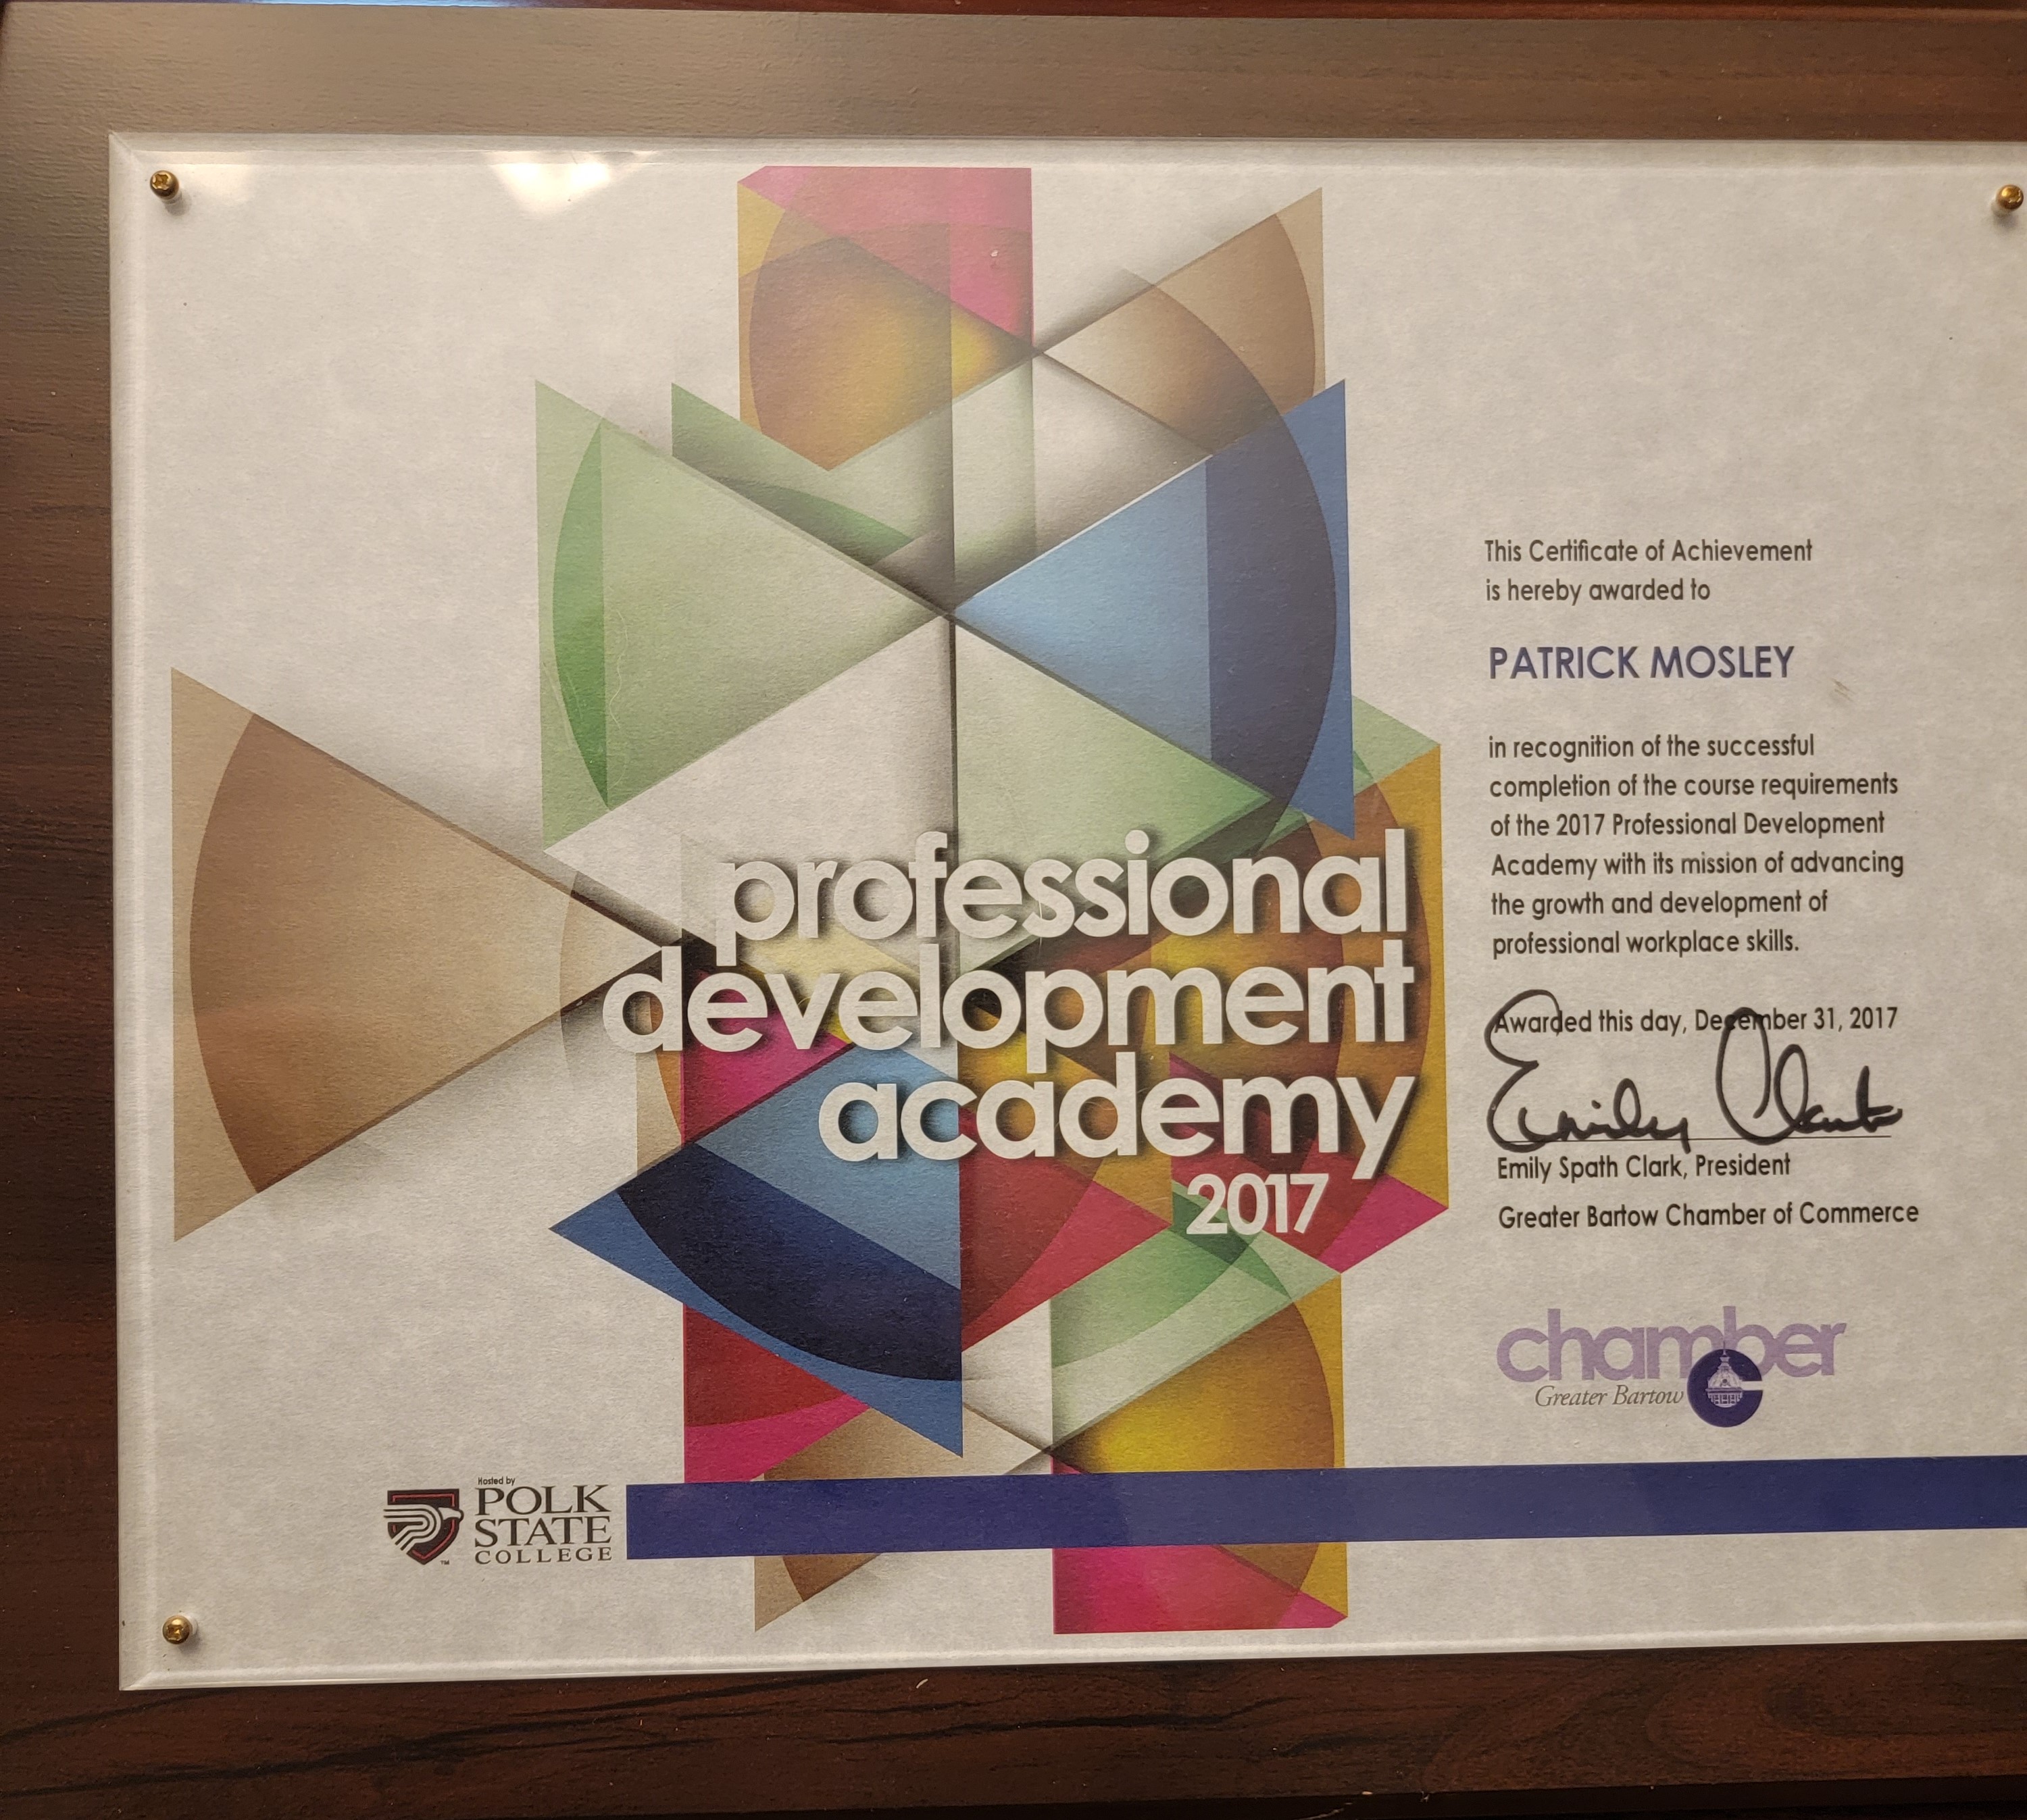 This Certificate of Achievement
is hereby awarded to
PATRICK MOSLEY
in recognition of the successful
completion of the course requirements
of the 2017 Professional Development
Academy with its mission of advancing
the growth and development of
professional workplace skills.
Awarded this day, December 31, 2017
Emily Clark
Emily Spath Clark, President
Greater Bartow Chamber of Commerce
professional
development
academy
2017
chamber
Greater Bartow
Hosted by
POLK
STATE
COLLEGE
TM